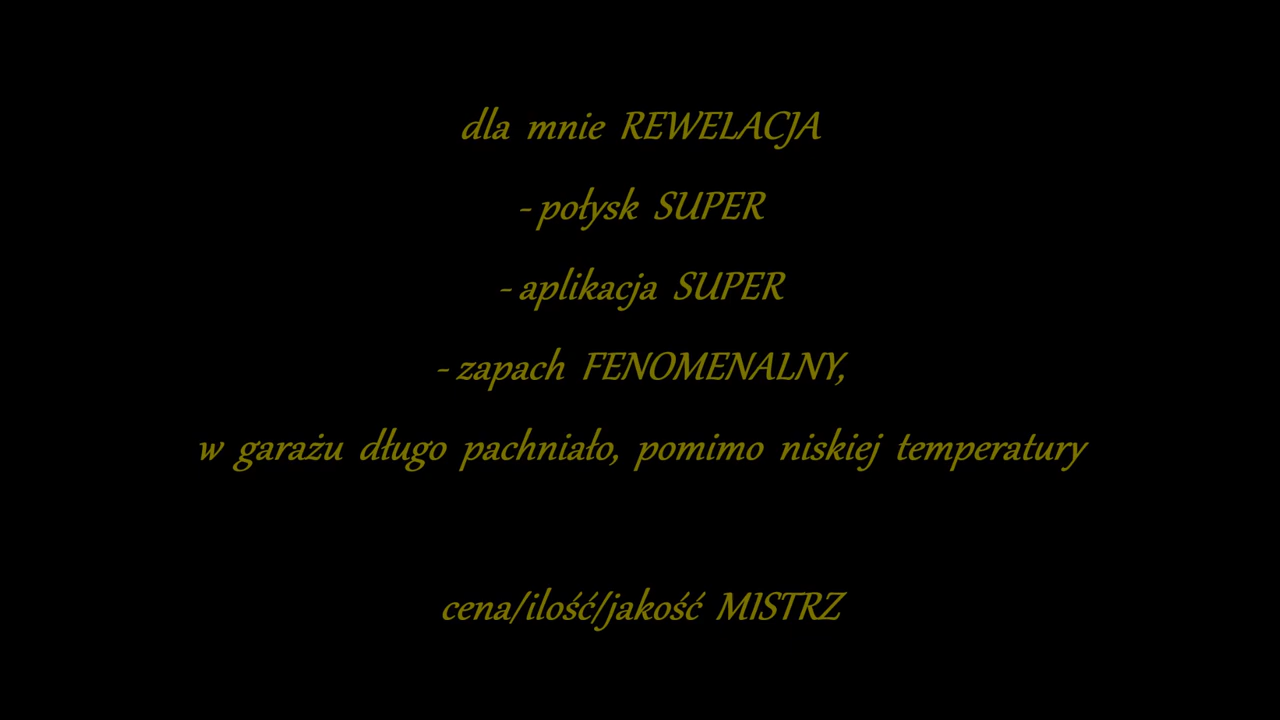 dla mnie REWELACJA
- połysk SUPER
- aplikacja SUPER
- zapach FENOMENALNY,
w garażu długo pachniało, pomimo niskiej temperatury
cena/ilość/jakość MISTRZ